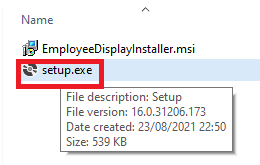 Name
EmployeeDisplayInstaller.msi
setup.exe
File description: Setup
File version: 16.0.31206.173
Date created: 23/08/2021 22:50
Size: 539 KB